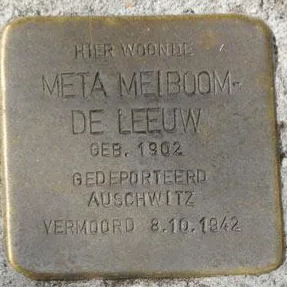 HIER WOONDE
META MEIBOOM-
DE LEEUW
GEB. 1902
GEDEPORTEERD
AUSCHWITZ
VERMOORD 8.10.1942